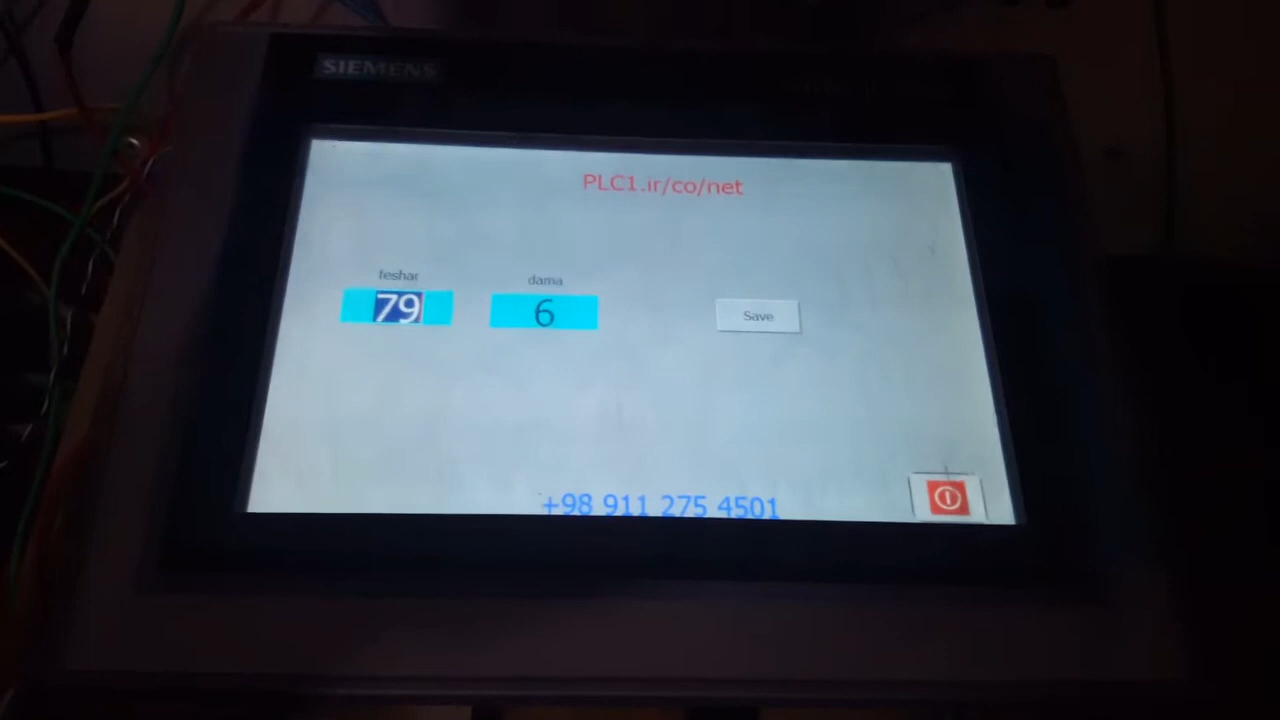 SIEMENS
PLC1.ir/co/net
feshar
dama
79
6
Save
+98 911 275 4501